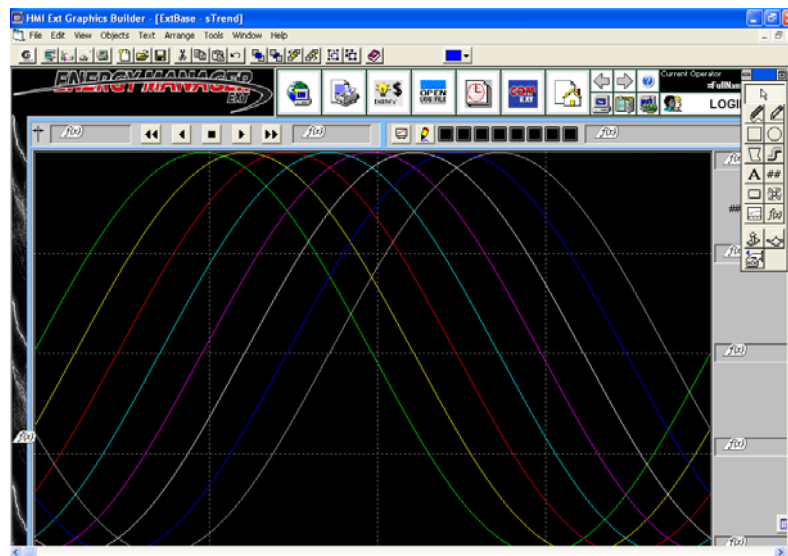 HMI Ext Graphics Builder - [ExtBase - sTrend]
File Edit View Objects Text Arrange Tools Window Help
ENERGY MANAGER
EXT
ENERGY
OPEN
LOG FILE
COM
EXT
Current Operator
LOGI
f(x)
f(x)
f(x)
f(x)
A ##
f(x)
##
f(x)
f(x)
f(x)
f(x)
f(x)